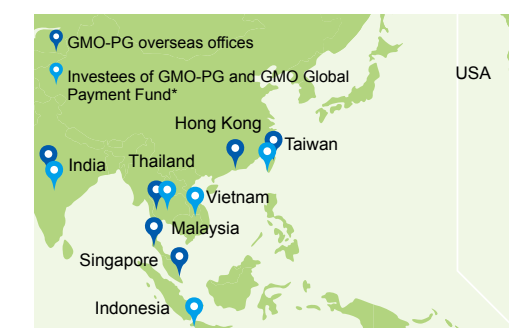 GMO-PG overseas offices
Investees of GMO-PG and GMO Global
Payment Fund*
USA
Hong Kong
Taiwan
India
Thailand
Vietnam
Malaysia
Singapore
Indonesia